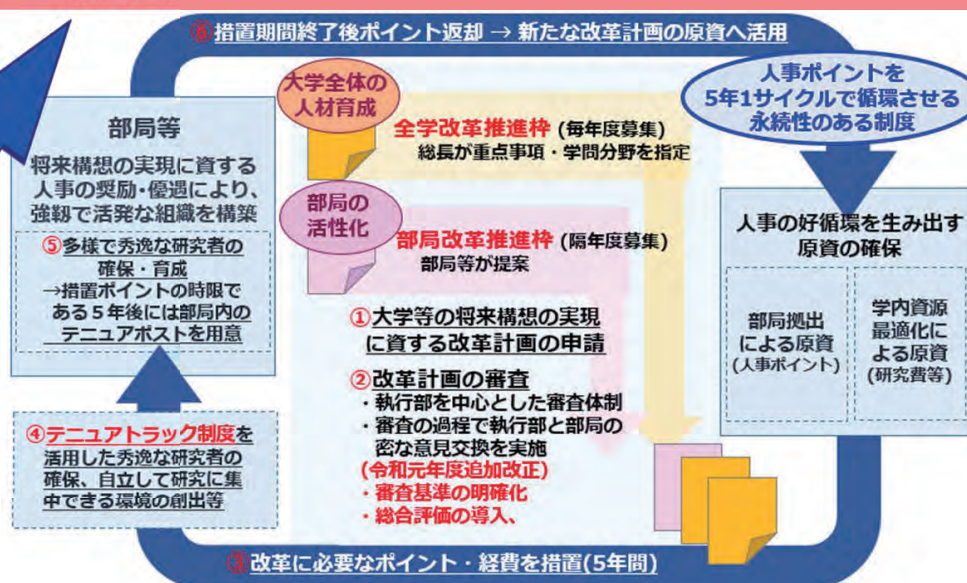 ⑥措置期間終了後ポイント返却 → 新たな改革計画の原資へ活用
大学全体の
人材育成
全学改革推進枠 (毎年度募集)
総長が重点事項・学問分野を指定
部局の
活性化
部局改革推進枠 (隔年度募集)
部局等が提案
①大学等の将来構想の実現
に資する改革計画の申請
②改革計画の審査
・執行部を中心とした審査体制
・審査の過程で執行部と部局の
密な意見交換を実施
(令和元年度追加改正)
・審査基準の明確化
・総合評価の導入、
人事ポイントを
5年1サイクルで循環させる
永続性のある制度
人事の好循環を生み出す
原資の確保
部局拠出
による原資
(人事ポイント)
学内資源
最適化に
よる原資
(研究費等)
③改革に必要なポイント・経費を措置(5年間)
④テニュアトラック制度を
活用した秀逸な研究者の
確保、自立して研究に集
中できる環境の創出等
部局等
将来構想の実現に資する
人事の奨励・優遇により、
強靱で活発な組織を構築
⑤多様で秀逸な研究者の
確保・育成
→措置ポイントの時限で
ある５年後には部局内の
テニュアポストを用意